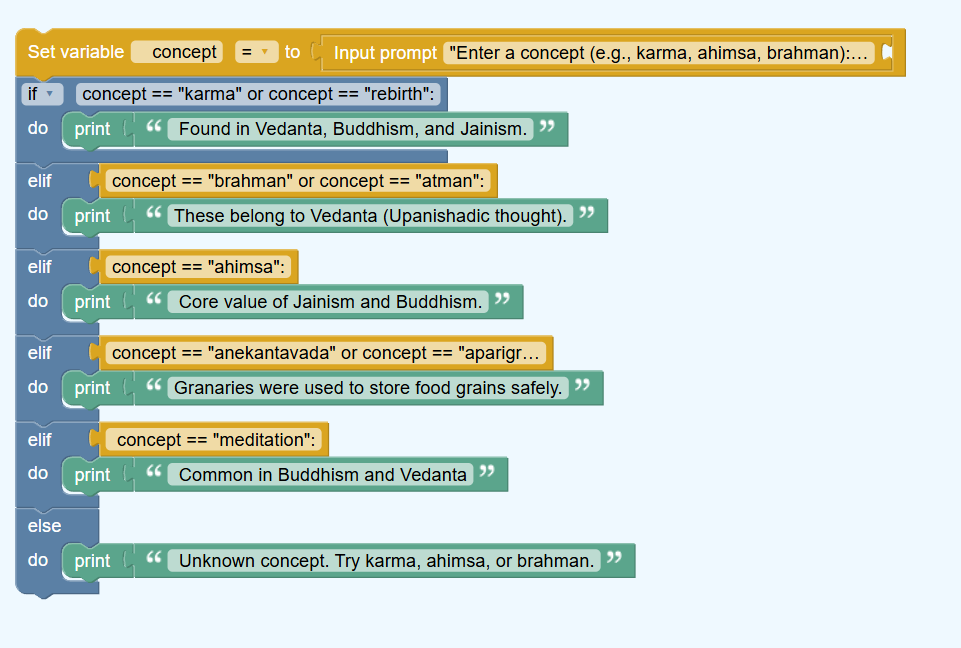 Set variable concept = to Input prompt "Enter a concept (e.g., karma, ahimsa, brahman):...
if concept == "karma" or concept == "rebirth":
do print “ Found in Vedanta, Buddhism, and Jainism. ”
elif concept == "brahman" or concept == "atman":
do print “ These belong to Vedanta (Upanishadic thought). ”
elif concept == "ahimsa":
do print “ Core value of Jainism and Buddhism. ”
elif concept == "anekantavada" or concept == "aparigr...
do print “ Granaries were used to store food grains safely. ”
elif concept == "meditation":
do print “ Common in Buddhism and Vedanta ”
else
do print “ Unknown concept. Try karma, ahimsa, or brahman. ”